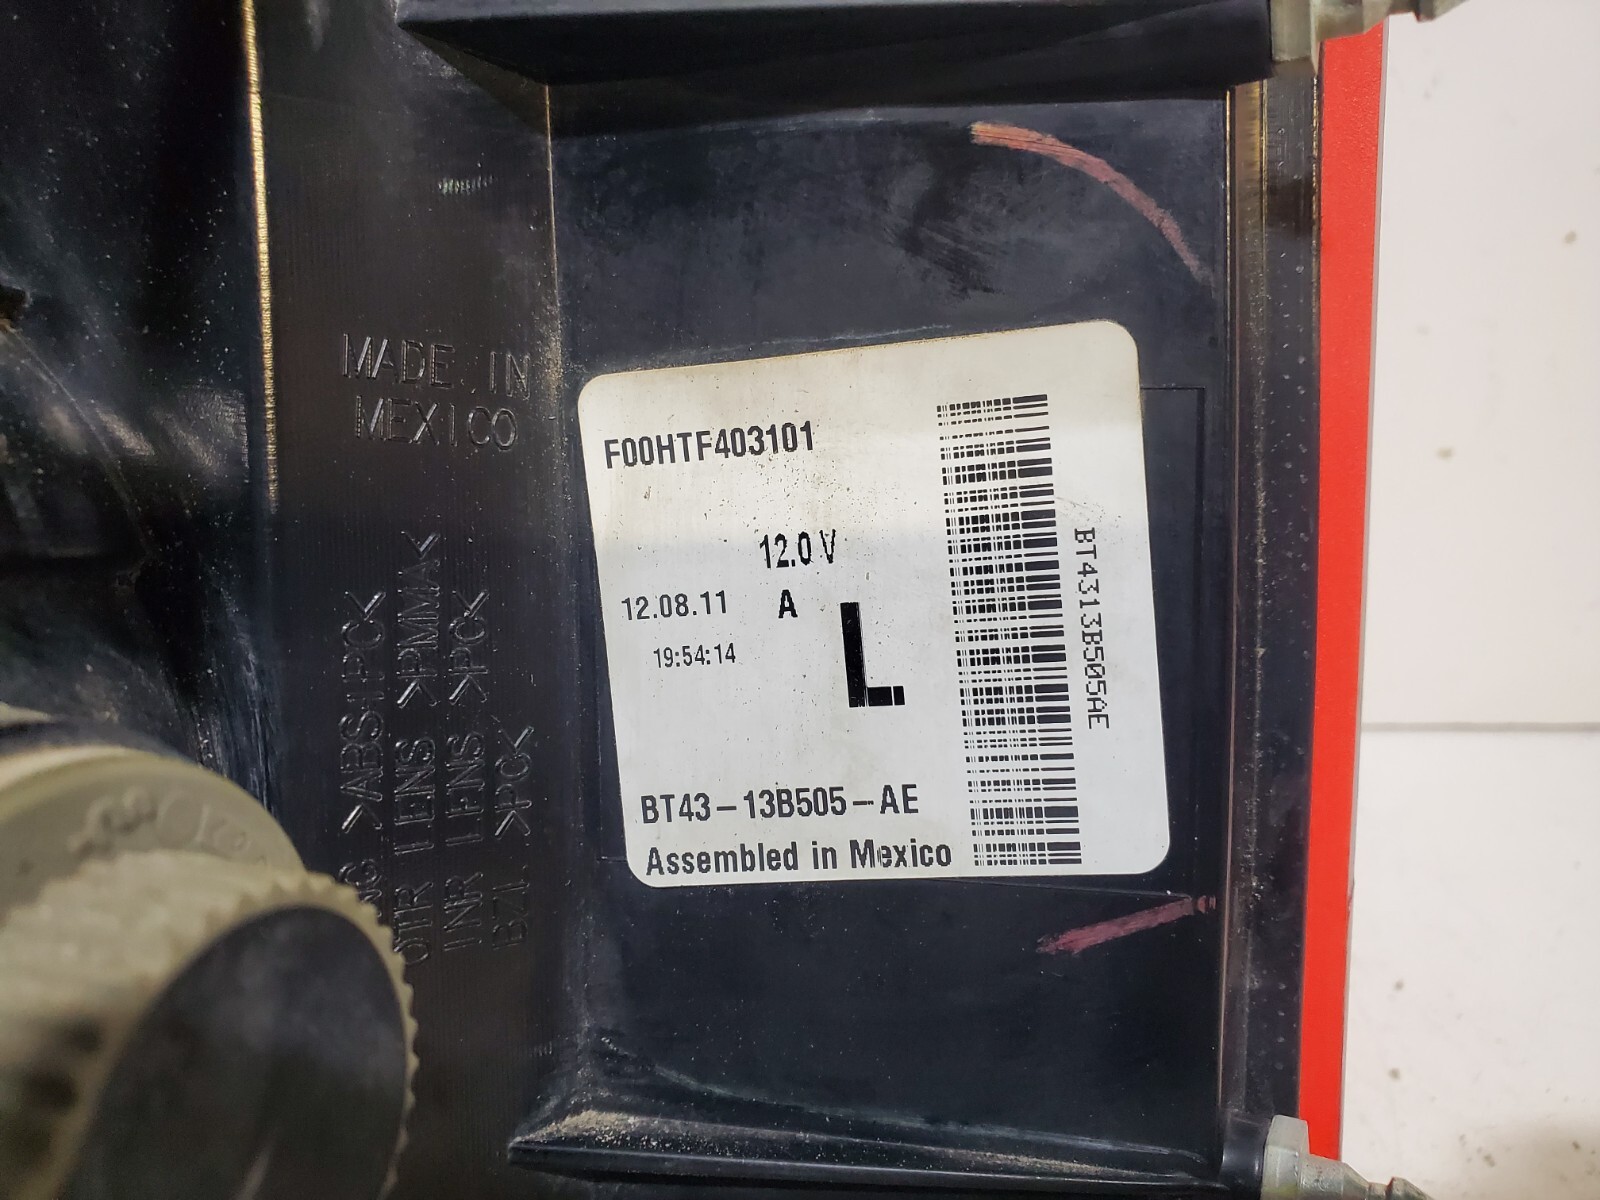 MADE IN
MEXICO
>ABS+PC<
OTR LENS >PMMA<
INR LENS >PC<
BZL >PC<
F00HTF403101
12.0 V
12.08.11 A
19:54:14
L
BT43-13B505-AE
Assembled in Mexico
BT4313B505AE